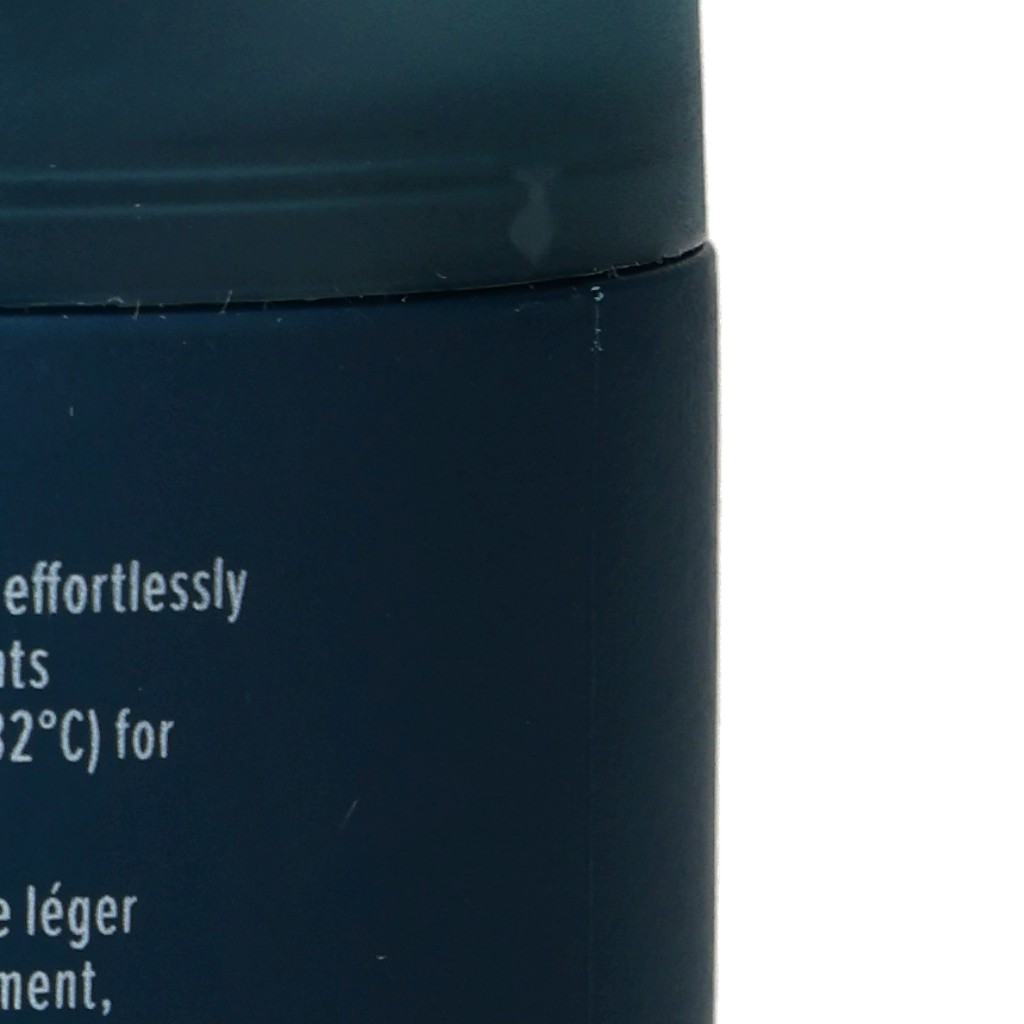 effortlessly
nts
32°C) for
e léger
ment,